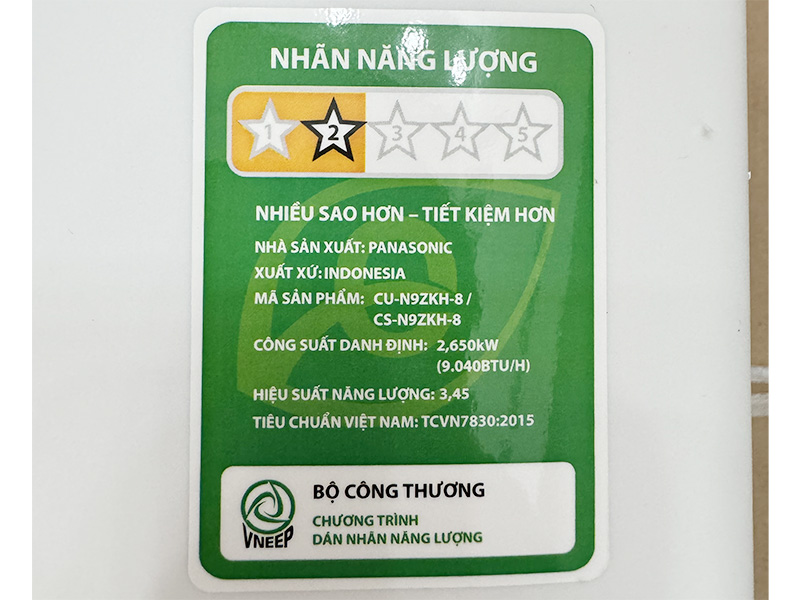 NHÃN NĂNG LƯỢNG
1 2 3 4 5
NHIỀU SAO HƠN – TIẾT KIỆM HƠN
NHÀ SẢN XUẤT: PANASONIC
XUẤT XỨ: INDONESIA
MÃ SẢN PHẨM: CU-N9ZKH-8 /
CS-N9ZKH-8
CÔNG SUẤT DANH ĐỊNH: 2,650kW
(9.040BTU/H)
HIỆU SUẤT NĂNG LƯỢNG: 3,45
TIÊU CHUẨN VIỆT NAM: TCVN7830:2015
BỘ CÔNG THƯƠNG
CHƯƠNG TRÌNH
DÁN NHÃN NĂNG LƯỢNG
VNEEP